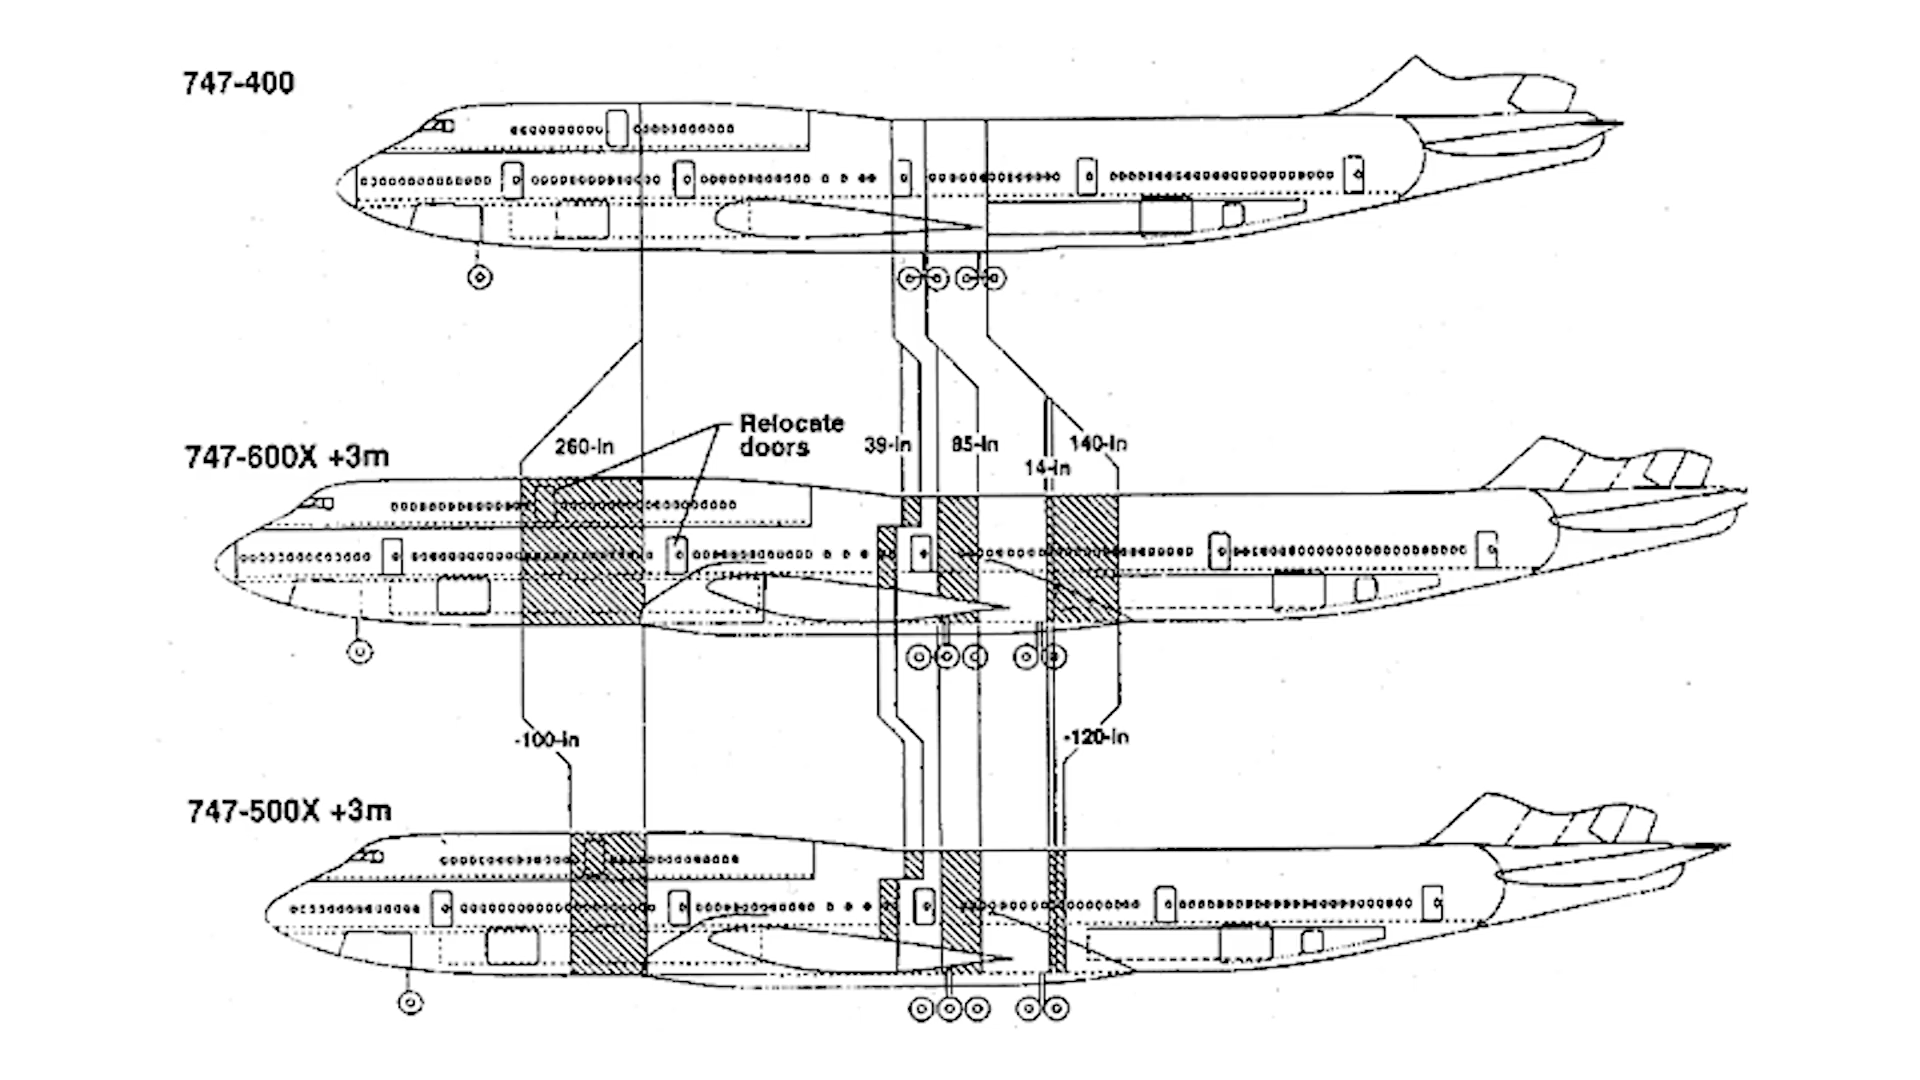 747-400
Relocate
doors
747-600X +3m
260-in
39-in
85-in
14-in
140-in
-100-in
-120-in
747-500X +3m